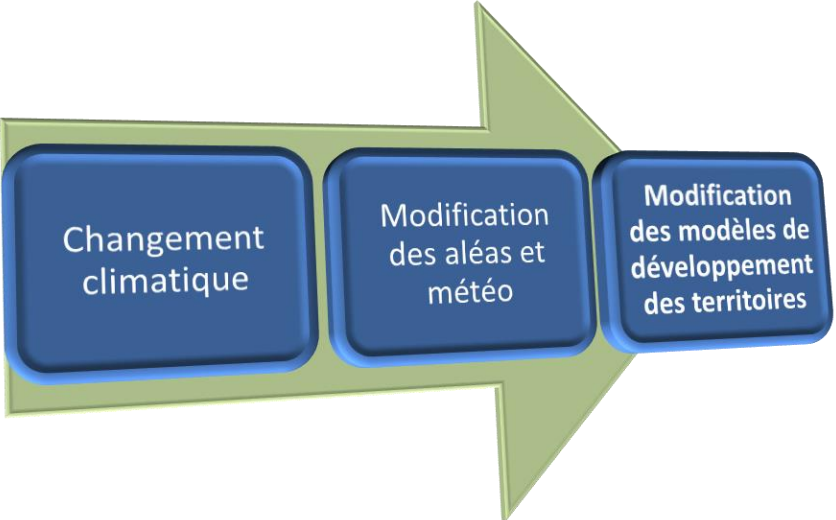 Changement
climatique
Modification
des aléas et
météo
Modification
des modèles de
développement
des territoires